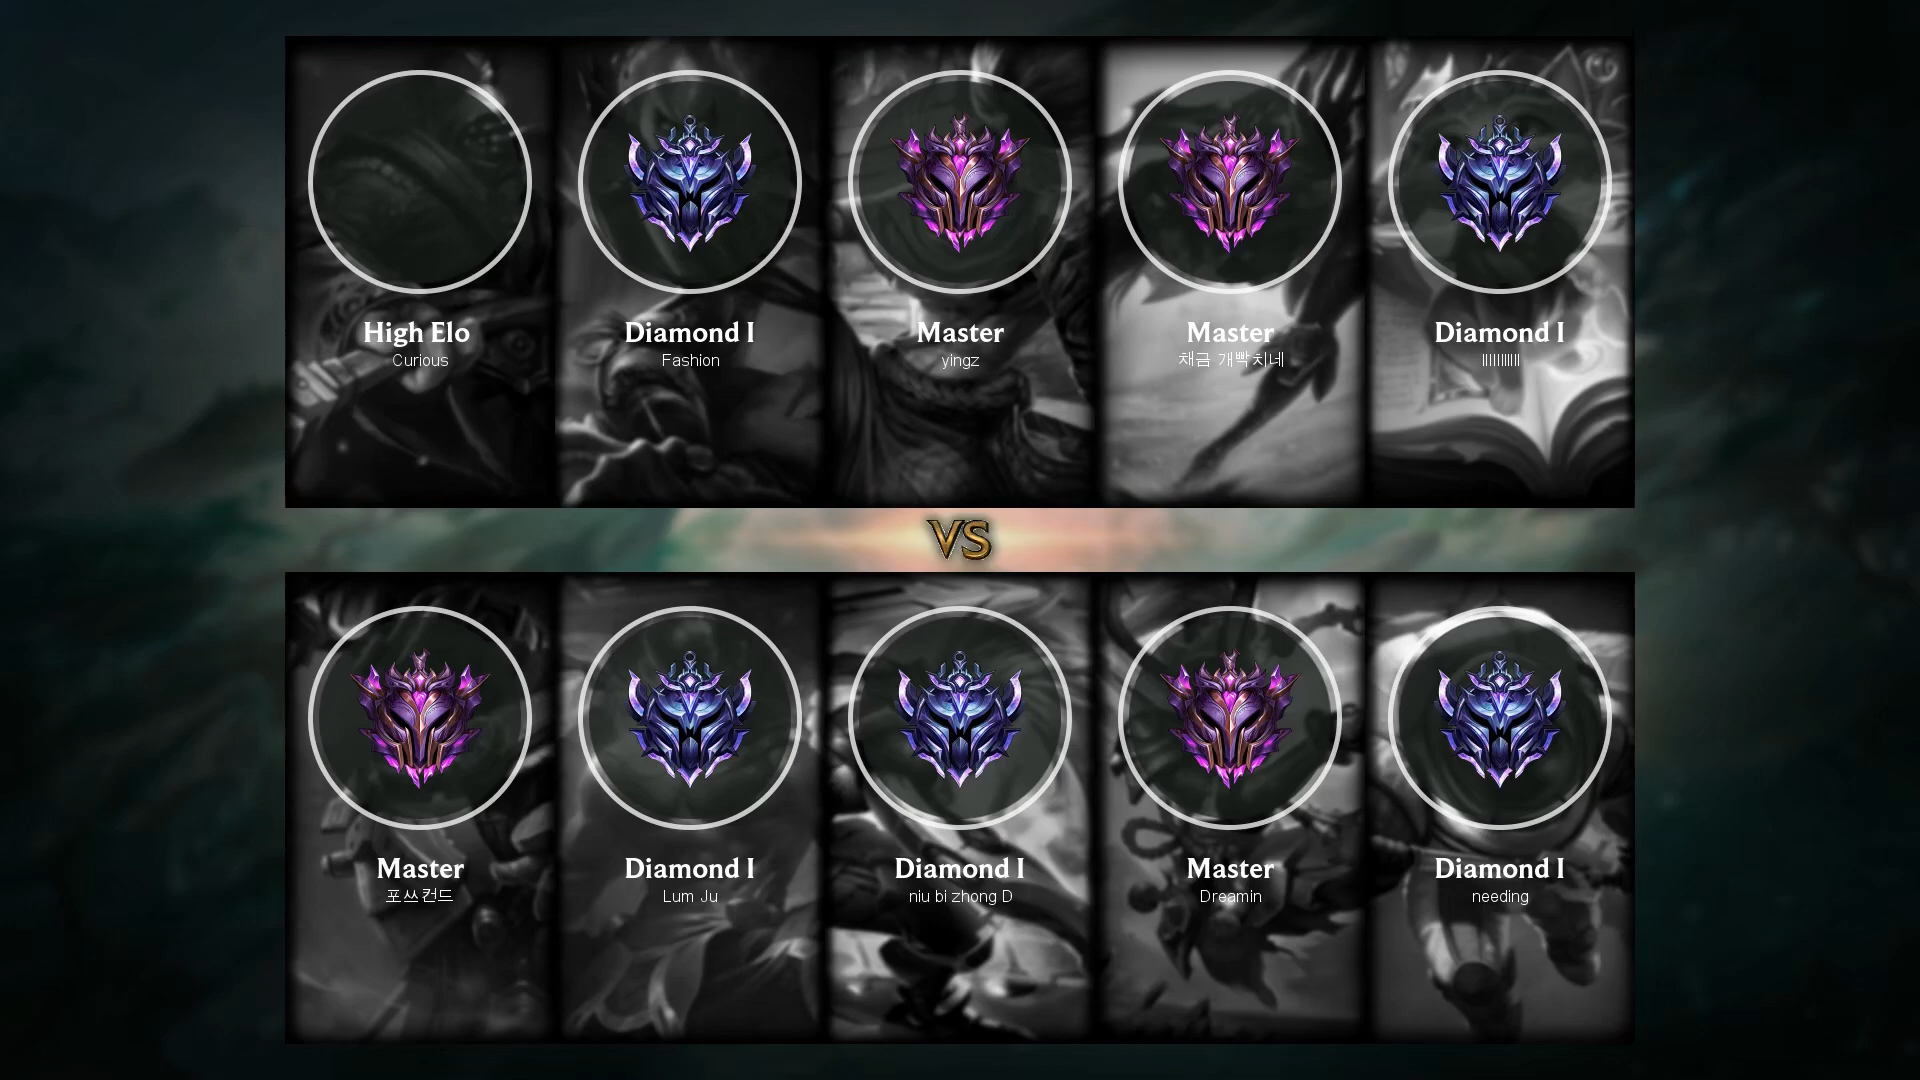 High Elo
Curious
Diamond I
Fashion
Master
yingz
Master
채금 개빡치네
Diamond I
VS
Master
포쓰컨드
Diamond I
Lum Ju
Diamond I
niu bi zhong D
Master
Dreamin
Diamond I
needing